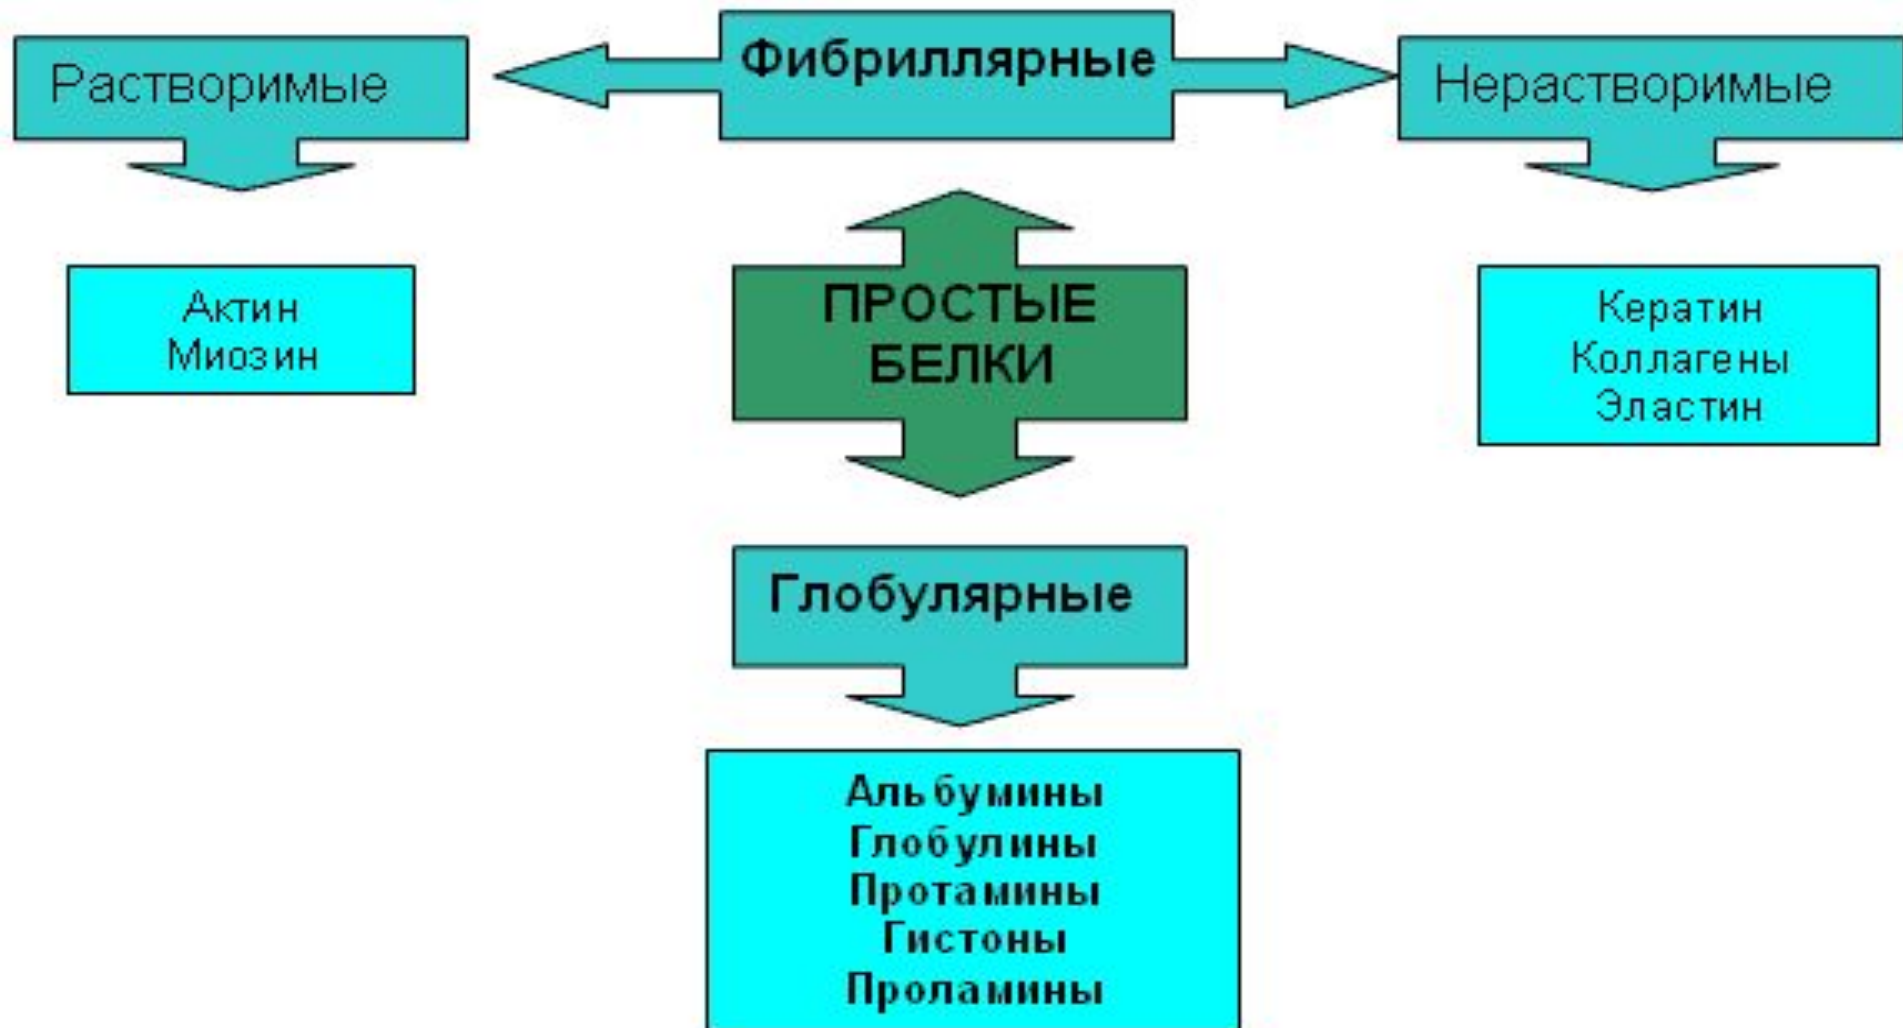 Фибриллярные
Растворимые
Нерастворимые
Актин
Миозин
ПРОСТЫЕ
БЕЛКИ
Кератин
Коллагены
Эластин
Глобулярные
Альбумины
Глобулины
Протамины
Гистоны
Проламины